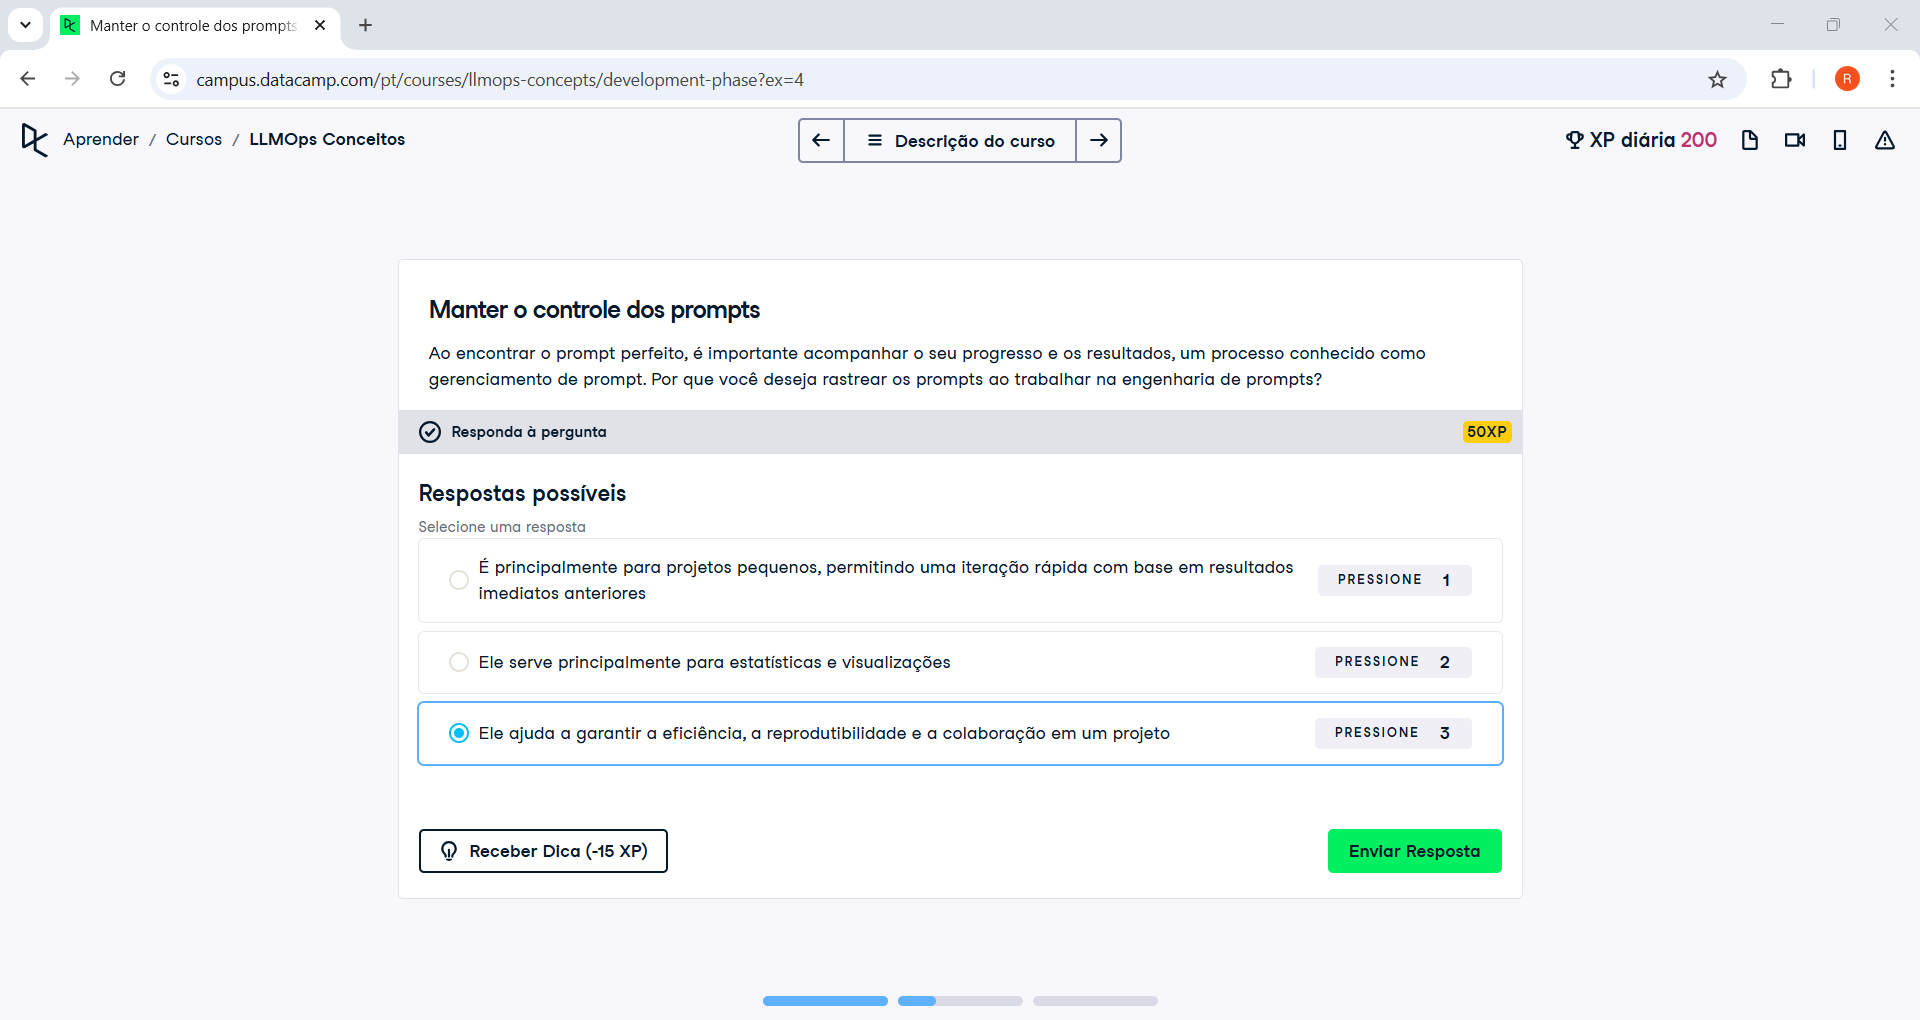 Manter o controle dos prompts
campus.datacamp.com/pt/courses/llmops-concepts/development-phase?ex=4
R
Aprender / Cursos / LLMOps Conceitos
Descrição do curso
XP diária 200
Manter o controle dos prompts
Ao encontrar o prompt perfeito, é importante acompanhar o seu progresso e os resultados, um processo conhecido como
gerenciamento de prompt. Por que você deseja rastrear os prompts ao trabalhar na engenharia de prompts?
Responda à pergunta
50XP
Respostas possíveis
Selecione uma resposta
É principalmente para projetos pequenos, permitindo uma iteração rápida com base em resultados
imediatos anteriores
PRESSIONE 1
Ele serve principalmente para estatísticas e visualizações
PRESSIONE 2
Ele ajuda a garantir a eficiência, a reprodutibilidade e a colaboração em um projeto
PRESSIONE 3
Receber Dica (-15 XP)
Enviar Resposta